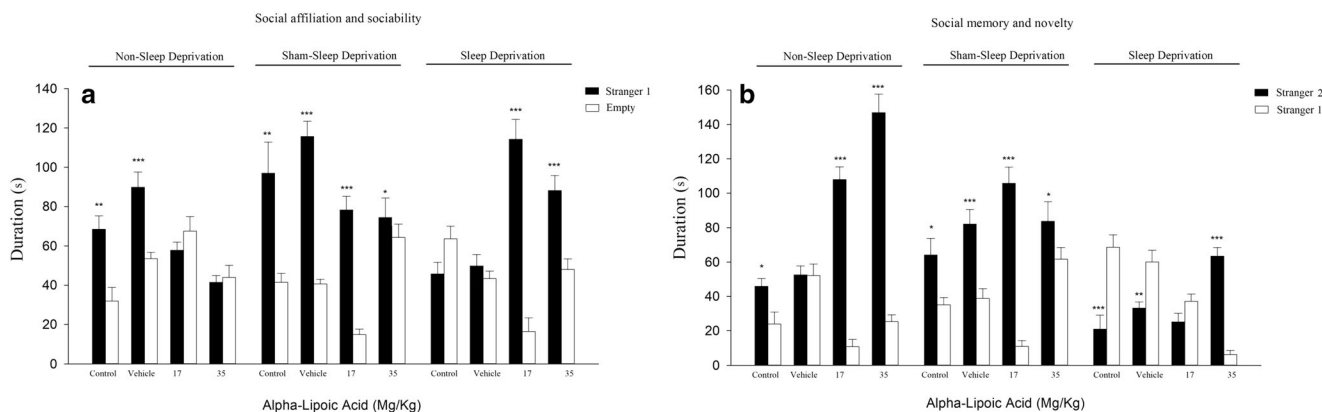 Social affiliation and sociability
Non-Sleep Deprivation Sham-Sleep Deprivation Sleep Deprivation
a
Stranger 1
Empty
140
120
100
80
60
40
20
0
Duration (s)
** *** ** *** *** * *** ***
Control Vehicle 17 35 Control Vehicle 17 35 Control Vehicle 17 35
Alpha-Lipoic Acid (Mg/Kg)
Social memory and novelty
Non-Sleep Deprivation Sham-Sleep Deprivation Sleep Deprivation
b
Stranger 2
Stranger 1
160
140
120
100
80
60
40
20
0
Duration (s)
* *** *** * *** *** * *** ** ***
Control Vehicle 17 35 Control Vehicle 17 35 Control Vehicle 17 35
Alpha-Lipoic Acid (Mg/Kg)